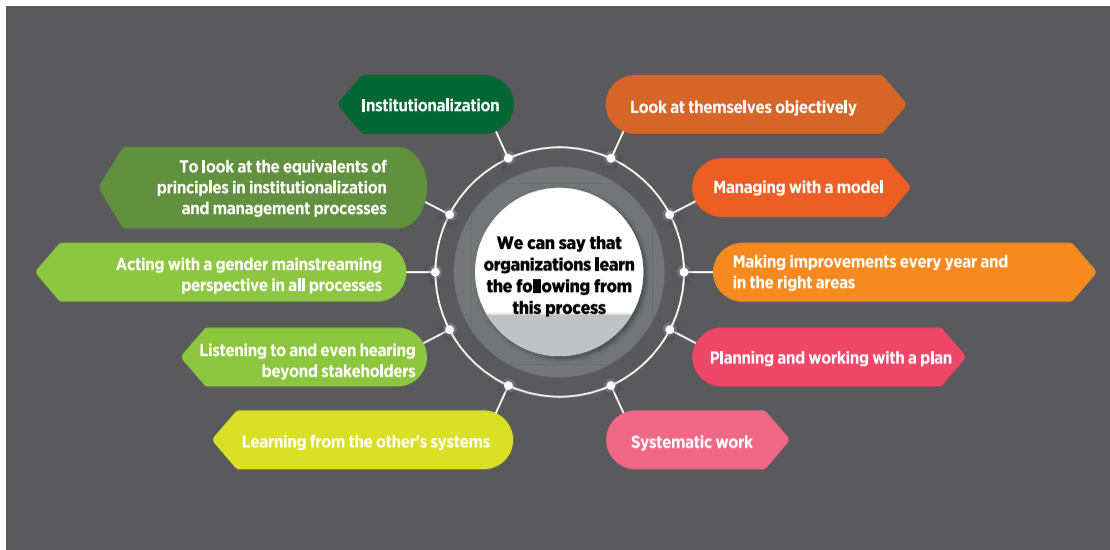 We can say that
organizations learn
the following from
this process
Institutionalization
To look at the equivalents of
principles in institutionalization
and management processes
Acting with a gender mainstreaming
perspective in all processes
Listening to and even hearing
beyond stakeholders
Learning from the other's systems
Look at themselves objectively
Managing with a model
Making improvements every year and
in the right areas
Planning and working with a plan
Systematic work